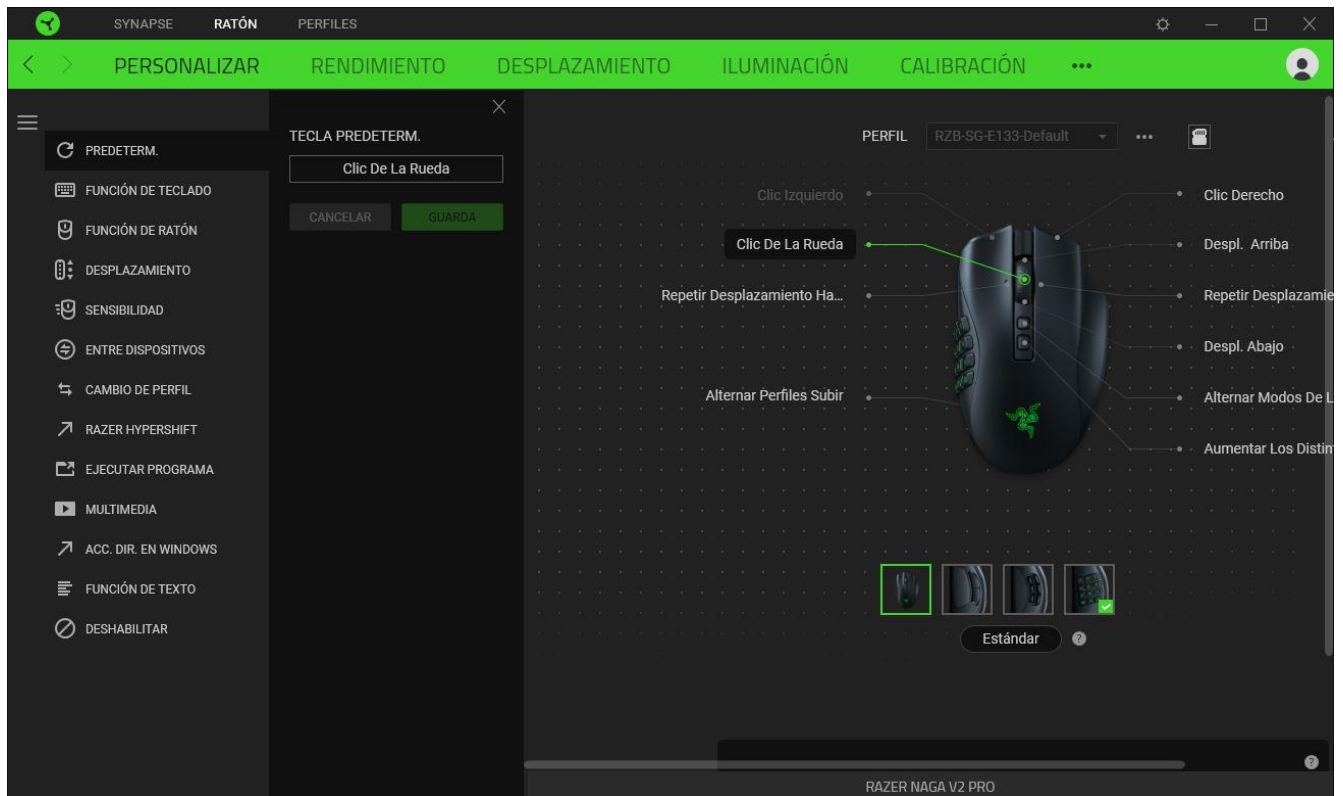 SYNAPSE RATÓN PERFILES
PERSONALIZAR RENDIMIENTO DESPLAZAMIENTO ILUMINACIÓN CALIBRACIÓN •••
PREDETERM.
FUNCIÓN DE TECLADO
FUNCIÓN DE RATÓN
DESPLAZAMIENTO
SENSIBILIDAD
ENTRE DISPOSITIVOS
CAMBIO DE PERFIL
RAZER HYPERSHIFT
EJECUTAR PROGRAMA
MULTIMEDIA
ACC. DIR. EN WINDOWS
FUNCIÓN DE TEXTO
DESHABILITAR
TECLA PREDETERM.
Clic De La Rueda
CANCELAR GUARDA
PERFIL RZB-SG-E133-Default •••
Clic Izquierdo Clic Derecho
Clic De La Rueda Despl. Arriba
Repetir Desplazamiento Ha... Repetir Desplazamie
Despl. Abajo
Alternar Perfiles Subir Alternar Modos De L
Aumentar Los Distin
Estándar ?
?
RAZER NAGA V2 PRO